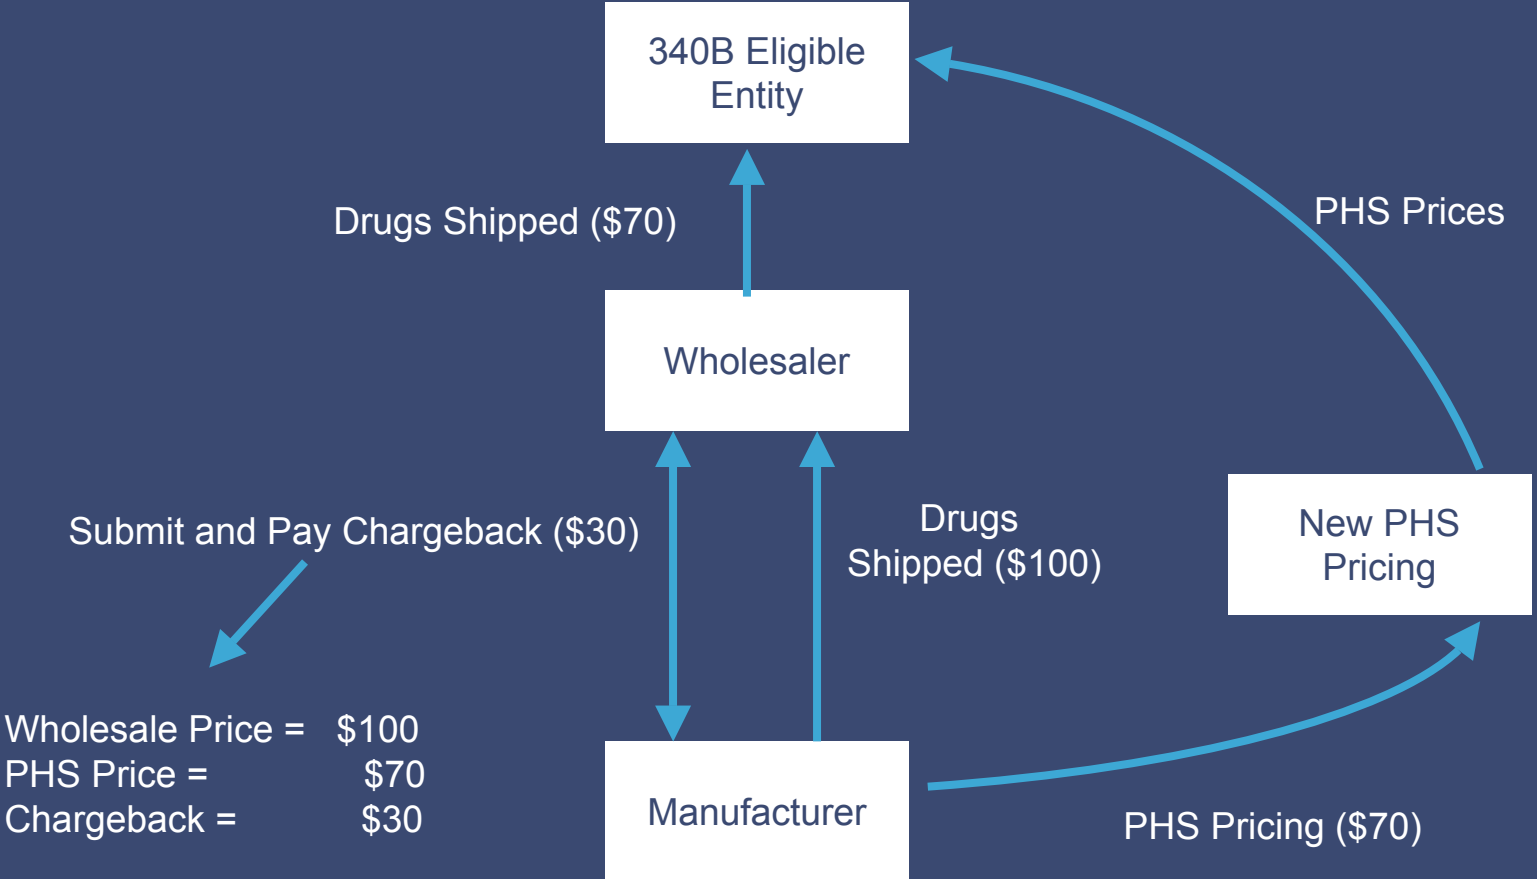 340B Eligible
Entity
Drugs Shipped ($70)
PHS Prices
Wholesaler
Submit and Pay Chargeback ($30)
Drugs
Shipped ($100)
New PHS
Pricing
Wholesale Price = $100
PHS Price = $70
Chargeback = $30
Manufacturer
PHS Pricing ($70)